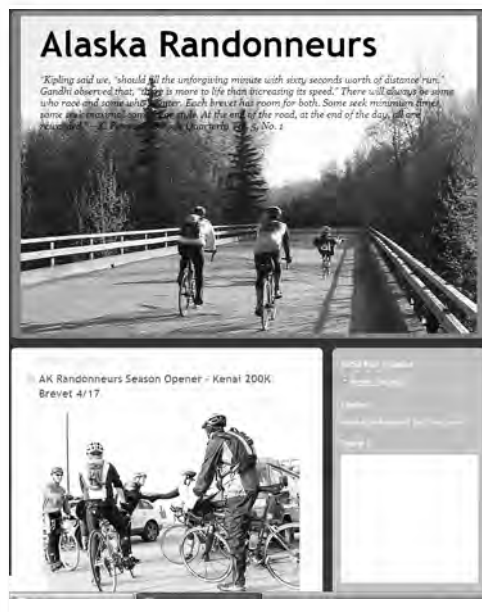 Alaska Randonneurs
"Kipling said we, "should fill the unforgiving minute with sixty seconds worth of distance run."
Gandhi observed that, "there is more to life than increasing its speed." There will always be some
who race and some who Each brevet has room for both. Some seek minimum times,
some At the end of the road, at the end of the day, all are
Quarterly Vol. 5, No. 1
AK Randonneurs Season Opener - Kenai 200K
Brevet 4/17